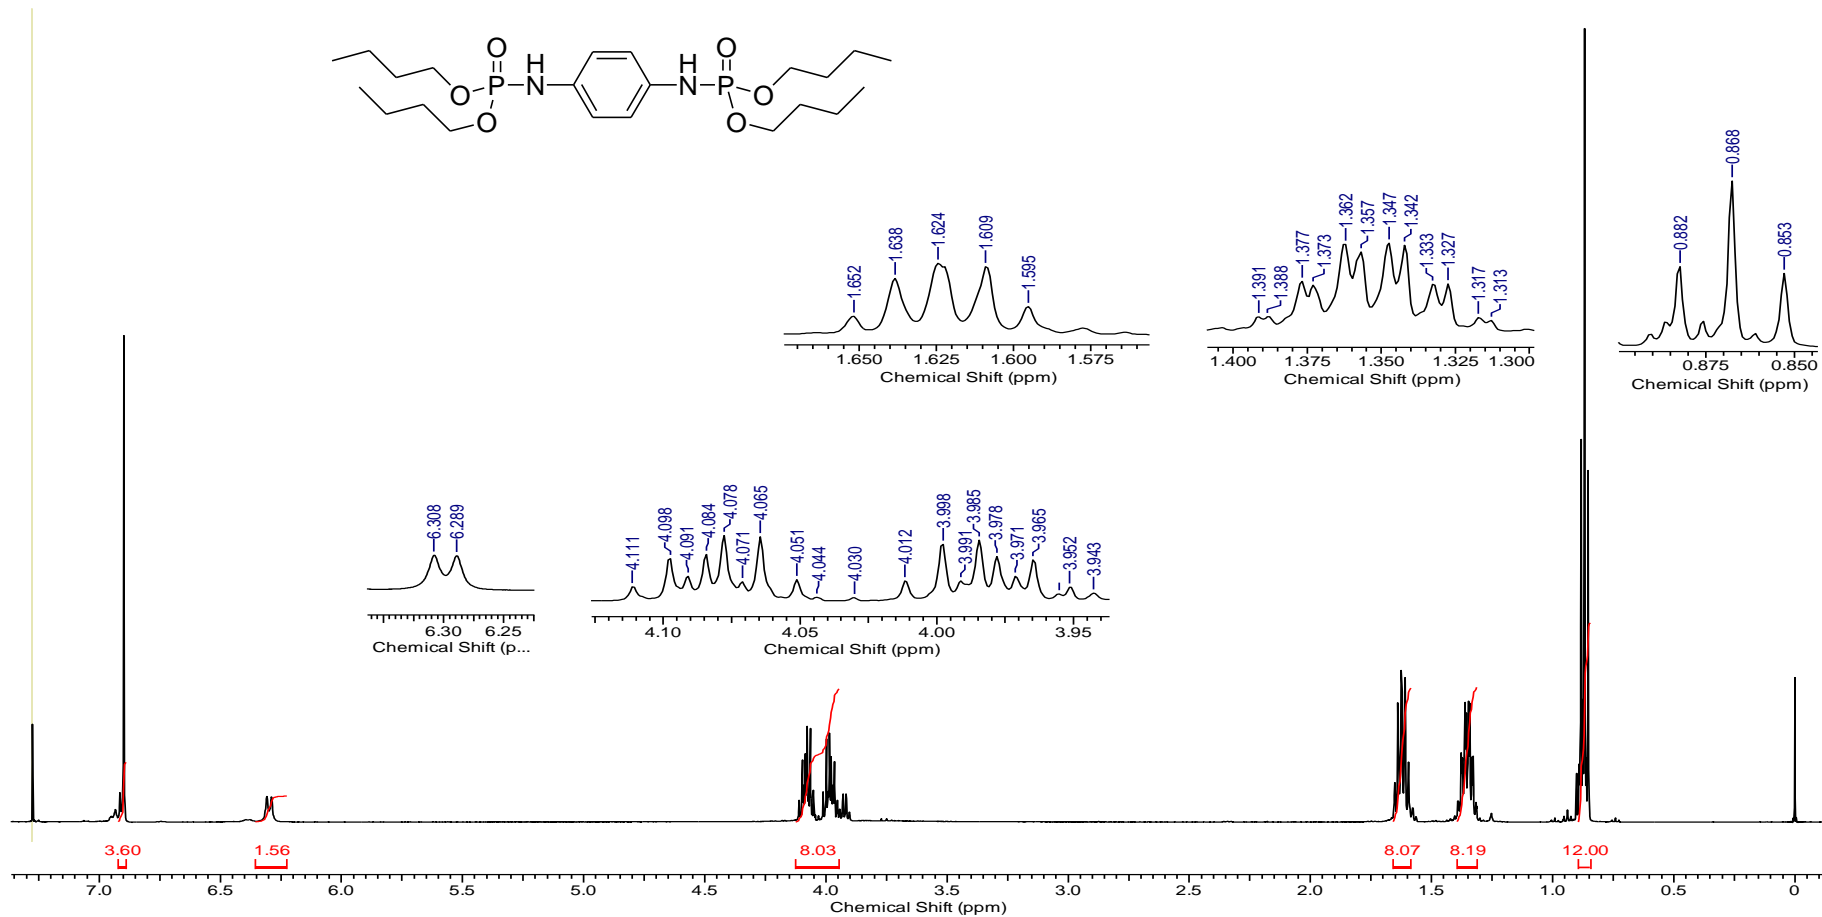 O H H O
P N N P
O O
O O
1.652 1.638 1.624 1.609 1.595
1.650 1.625 1.600 1.575
Chemical Shift (ppm)
1.391 1.388 1.377 1.373 1.362 1.357 1.347 1.342 1.333 1.327 1.317 1.313
1.400 1.375 1.350 1.325 1.300
Chemical Shift (ppm)
0.882 0.868 0.853
0.875 0.850
Chemical Shift (ppm)
6.308 6.289
6.30 6.25
Chemical Shift (p...
4.111 4.098 4.091 4.084 4.078 4.071 4.065 4.051 4.044 4.030 4.012 3.998 3.991 3.985 3.978 3.971 3.965 3.952 3.943
4.10 4.05 4.00 3.95
Chemical Shift (ppm)
3.60 1.56 8.03 8.07 8.19 12.00
7.0 6.5 6.0 5.5 5.0 4.5 4.0 3.5 3.0 2.5 2.0 1.5 1.0 0.5 0
Chemical Shift (ppm)